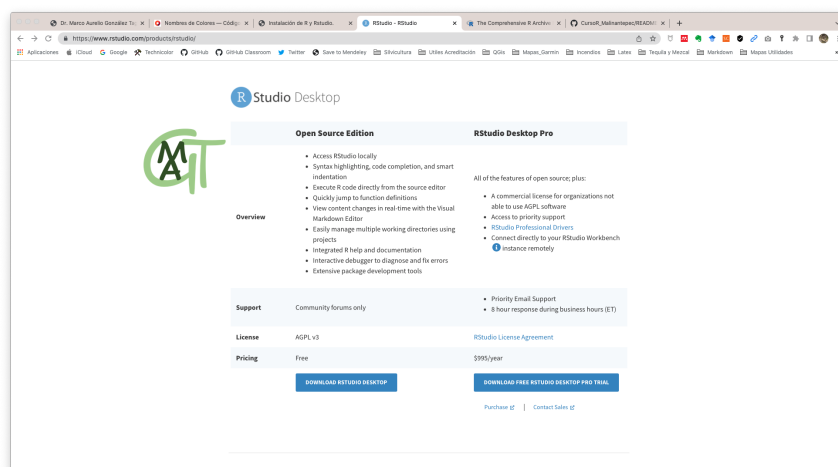 Dr. Marco Aurelio González Ta
Nombres de Colores — Códig
Instalación de R y Rstudio.
RStudio - RStudio
The Comprehensive R Archive
CursoR_Malinantepec/README
https://www.rstudio.com/products/rstudio/
Aplicaciones iCloud Google Technicolor GitHub GitHub Classroom Twitter Save to Mendeley Silvicultura Utiles Acreditación QGis Mapas_Garmin Incendios Latex Tequila y Mezcal Markdown Mapas Utilidades
R Studio Desktop
Open Source Edition RStudio Desktop Pro
Overview
• Access RStudio locally
• Syntax highlighting, code completion, and smart
indentation
• Execute R code directly from the source editor
• Quickly jump to function definitions
• View content changes in real-time with the Visual
Markdown Editor
• Easily manage multiple working directories using
projects
• Integrated R help and documentation
• Interactive debugger to diagnose and fix errors
• Extensive package development tools
All of the features of open source; plus:
• A commercial license for organizations not
able to use AGPL software
• Access to priority support
• RStudio Professional Drivers
• Connect directly to your RStudio Workbench
instance remotely
Support
Community forums only
• Priority Email Support
• 8 hour response during business hours (ET)
License AGPL v3 RStudio License Agreement
Pricing Free $995/year
DOWNLOAD RSTUDIO DESKTOP DOWNLOAD FREE RSTUDIO DESKTOP PRO TRIAL
Purchase | Contact Sales